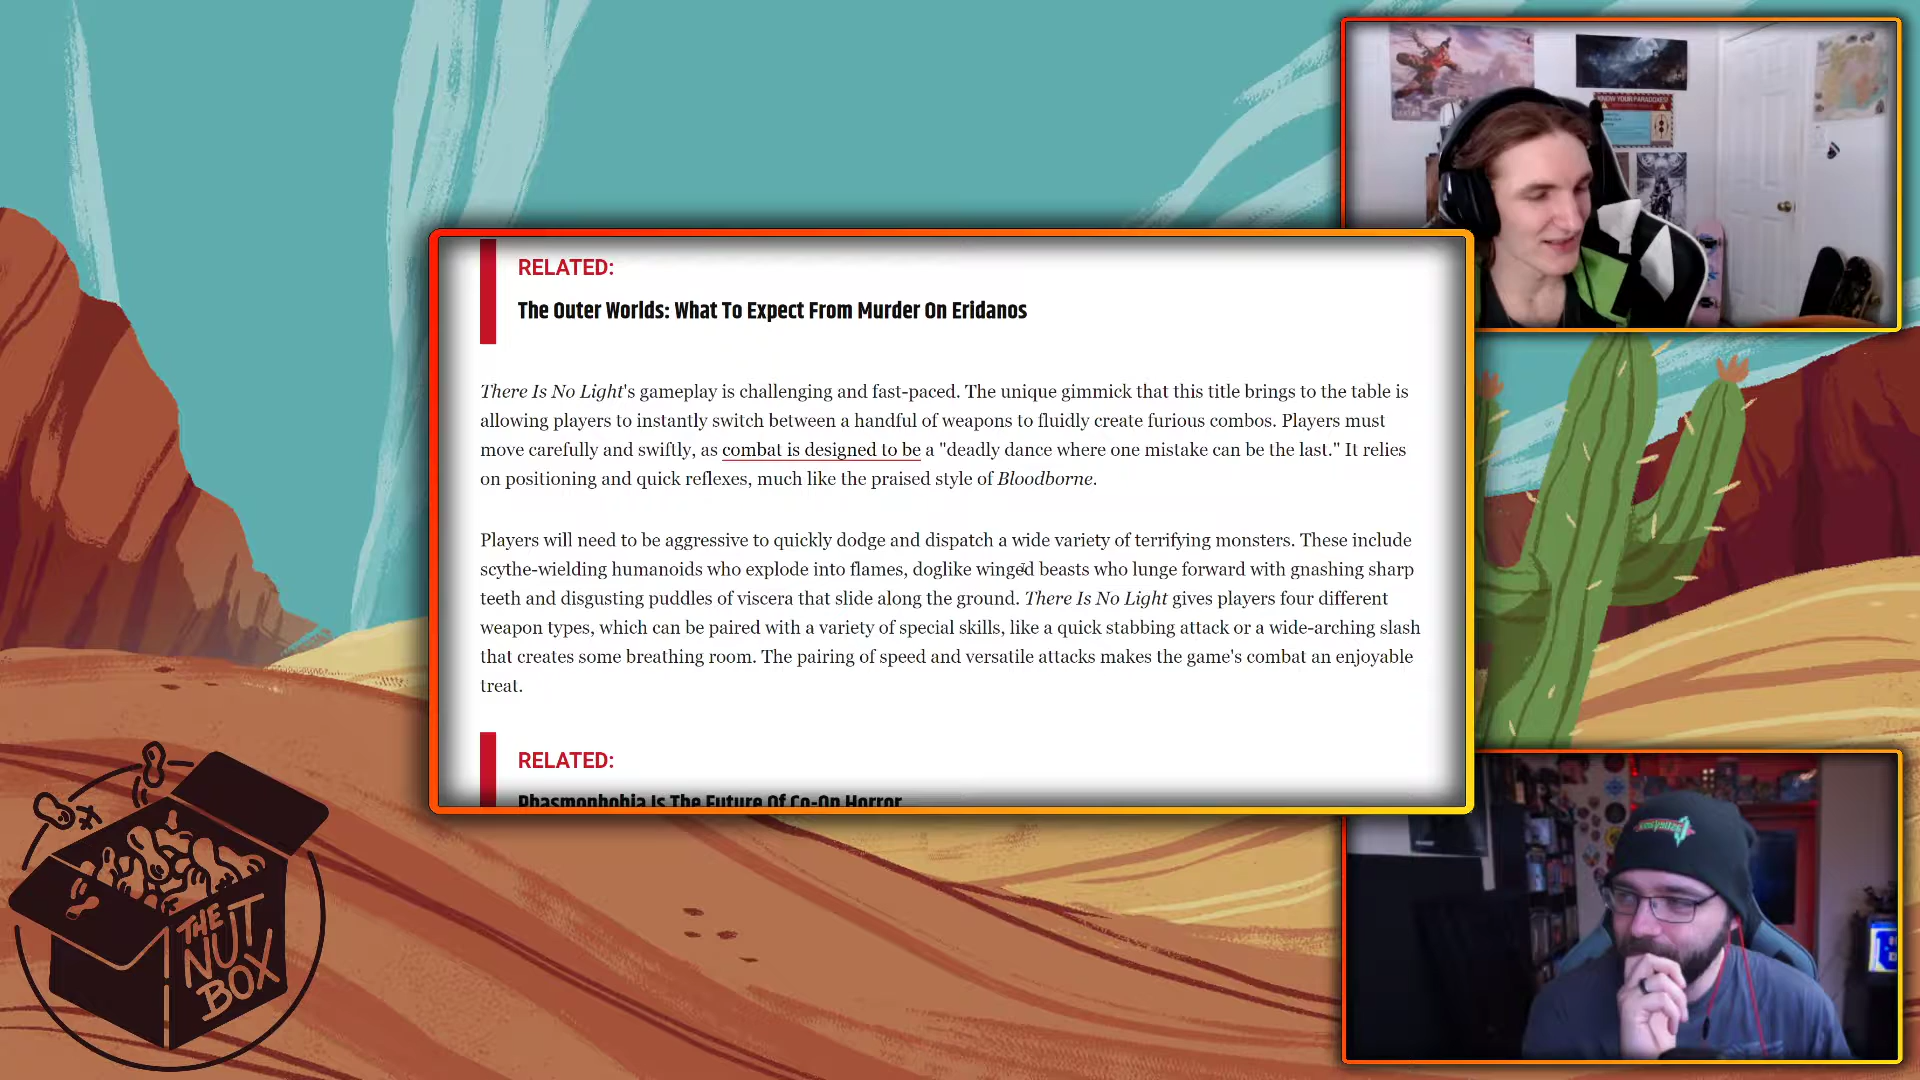 KNOW YOUR PARADOXES!
RELATED:
The Outer Worlds: What To Expect From Murder On Eridanos
There Is No Light's gameplay is challenging and fast-paced. The unique gimmick that this title brings to the table is
allowing players to instantly switch between a handful of weapons to fluidly create furious combos. Players must
move carefully and swiftly, as combat is designed to be a "deadly dance where one mistake can be the last." It relies
on positioning and quick reflexes, much like the praised style of Bloodborne.
Players will need to be aggressive to quickly dodge and dispatch a wide variety of terrifying monsters. These include
scythe-wielding humanoids who explode into flames, doglike winged beasts who lunge forward with gnashing sharp
teeth and disgusting puddles of viscera that slide along the ground. There Is No Light gives players four different
weapon types, which can be paired with a variety of special skills, like a quick stabbing attack or a wide-arching slash
that creates some breathing room. The pairing of speed and versatile attacks makes the game's combat an enjoyable
treat.
RELATED:
Phasmophobia Is The Future Of Co-Op Horror
THE
NUT
BOX